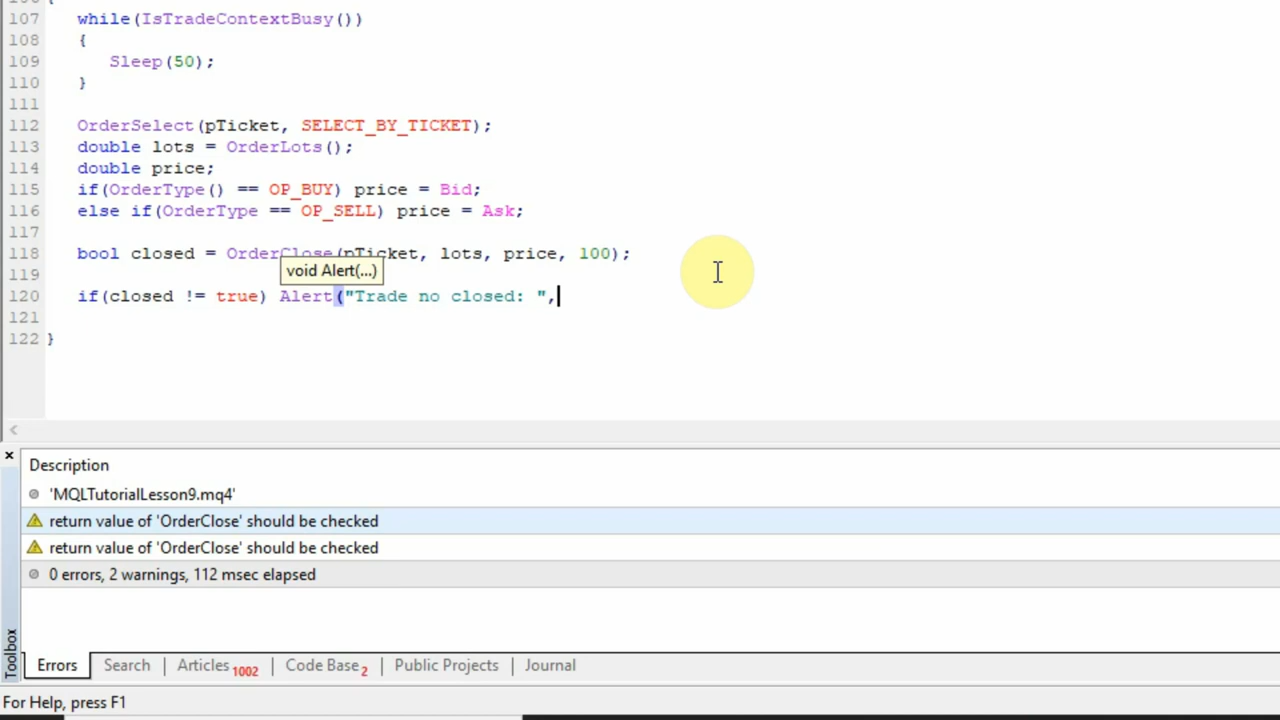 107 while(IsTradeContextBusy())
108 {
109 Sleep(50);
110 }
111
112 OrderSelect(pTicket, SELECT_BY_TICKET);
113 double lots = OrderLots();
114 double price;
115 if(OrderType() == OP_BUY) price = Bid;
116 else if(OrderType == OP_SELL) price = Ask;
117
118 bool closed = OrderClose(pTicket, lots, price, 100);
void Alert(...)
119
120 if(closed != true) Alert("Trade no closed: ",
121
122 }
Description
'MQLTutorialLesson9.mq4'
return value of 'OrderClose' should be checked
return value of 'OrderClose' should be checked
0 errors, 2 warnings, 112 msec elapsed
Toolbox
Errors | Search | Articles 1002 | Code Base 2 | Public Projects | Journal
For Help, press F1